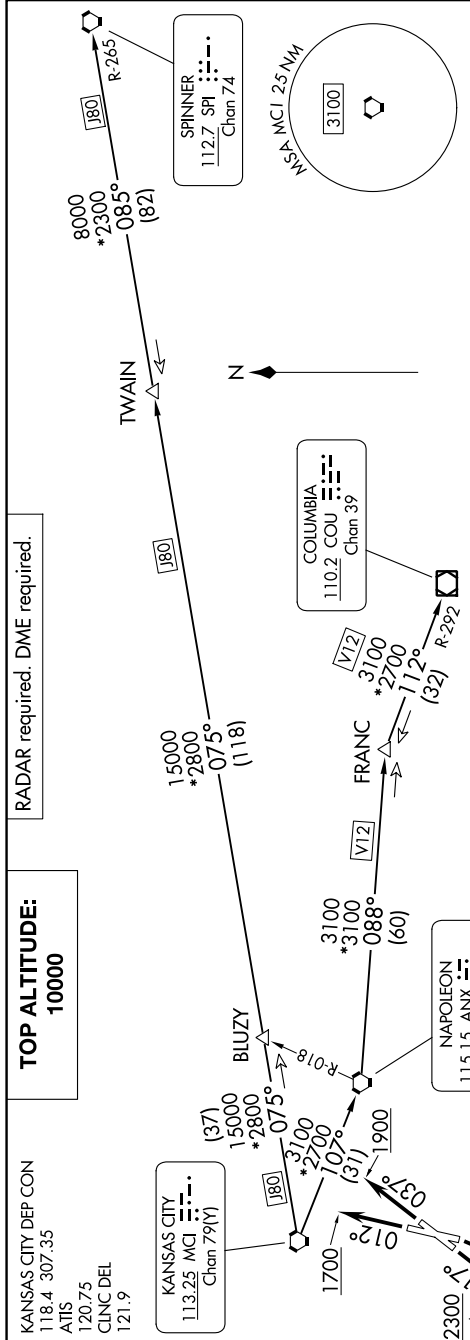 KANSAS CITY DEP CON
118.4 307.35
ATIS
120.75
CLNC DEL
121.9
TOP ALTITUDE:
10000
RADAR required. DME required.
KANSAS CITY
113.25 MCI
Chan 79(Y)
J80
(37)
15000
*2800
075°
BLUZY
R-018
3100
*2700
107°
(31)
1700
1900
012°
037°
2300
NAPOLEON
115.15 ANX
15000
*2800
075°
(118)
J80
TWAIN
8000
*2300
085°
(82)
J80
R-265
SPINNER
112.7 SPI
Chan 74
MSA MCI 25 NM
3100
N
3100
*3100
088°
(60)
V12
FRANC
V12
3100
*2700
112°
(32)
R-292
COLUMBIA
110.2 COU
Chan 39